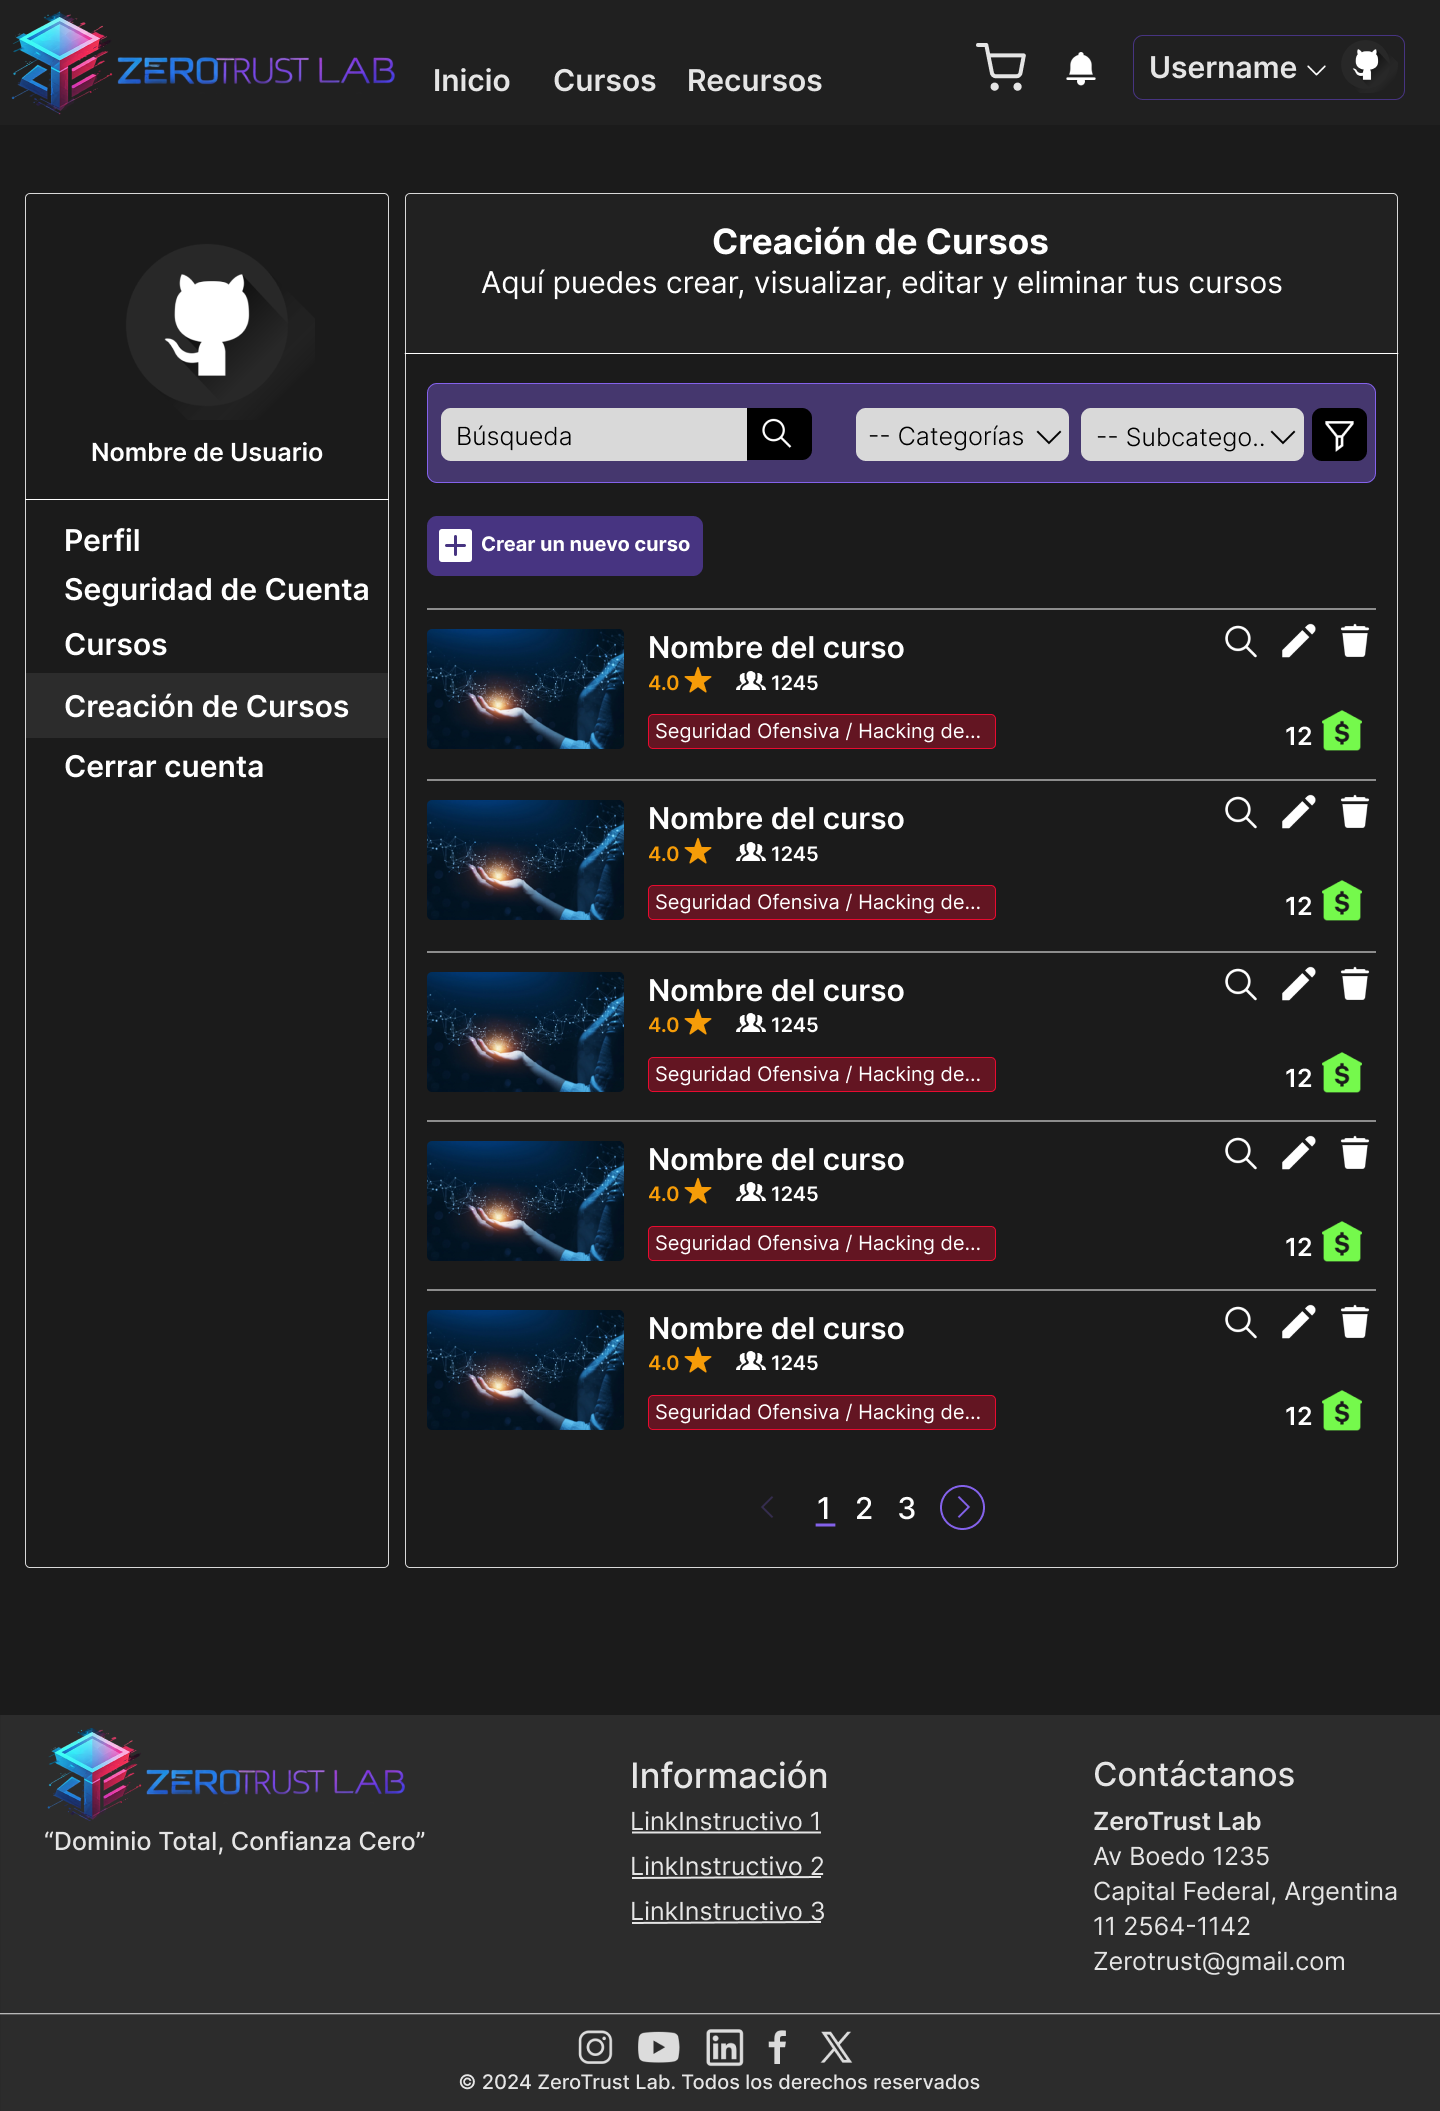 ZEROTRUST LAB
Inicio Cursos Recursos
Username
Nombre de Usuario
Perfil
Seguridad de Cuenta
Cursos
Creación de Cursos
Cerrar cuenta
Creación de Cursos
Aquí puedes crear, visualizar, editar y eliminar tus cursos
Búsqueda
-- Categorías
-- Subcatego..
Crear un nuevo curso
Nombre del curso
4.0 1245
Seguridad Ofensiva / Hacking de...
12 $
Nombre del curso
4.0 1245
Seguridad Ofensiva / Hacking de...
12 $
Nombre del curso
4.0 1245
Seguridad Ofensiva / Hacking de...
12 $
Nombre del curso
4.0 1245
Seguridad Ofensiva / Hacking de...
12 $
Nombre del curso
4.0 1245
Seguridad Ofensiva / Hacking de...
12 $
1 2 3
ZEROTRUST LAB
“Dominio Total, Confianza Cero”
Información
LinkInstructivo 1
LinkInstructivo 2
LinkInstructivo 3
Contáctanos
ZeroTrust Lab
Av Boedo 1235
Capital Federal, Argentina
11 2564-1142
Zerotrust@gmail.com
© 2024 ZeroTrust Lab. Todos los derechos reservados